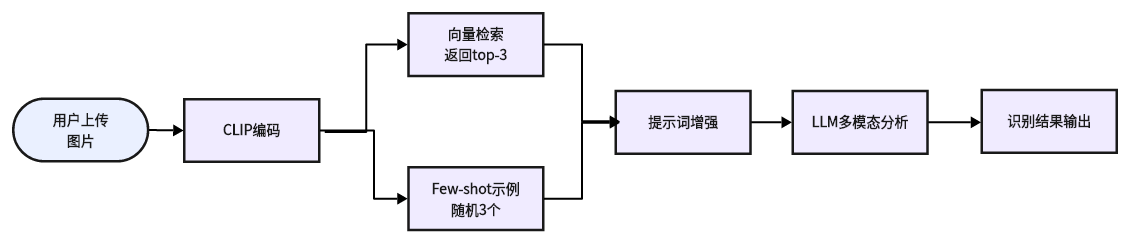 用户上传
图片
CLIP编码
向量检索
返回top-3
Few-shot示例
随机3个
提示词增强
LLM多模态分析
识别结果输出